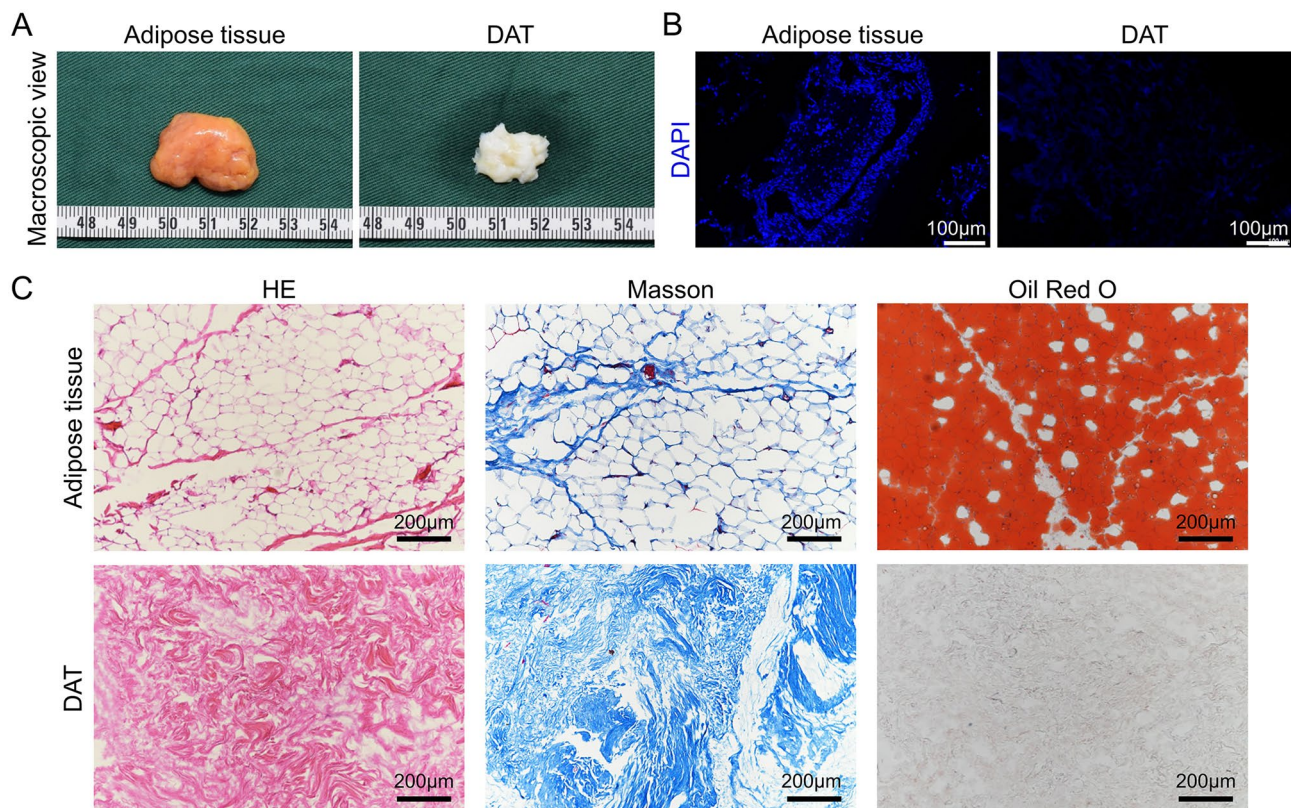 A
Adipose tissue
DAT
Macroscopic view
48 49 50 51 52 53 54
48 49 50 51 52 53 54
B
Adipose tissue
DAT
DAPI
100μm
100μm
C
HE
Masson
Oil Red O
Adipose tissue
200μm
200μm
200μm
DAT
200μm
200μm
200μm